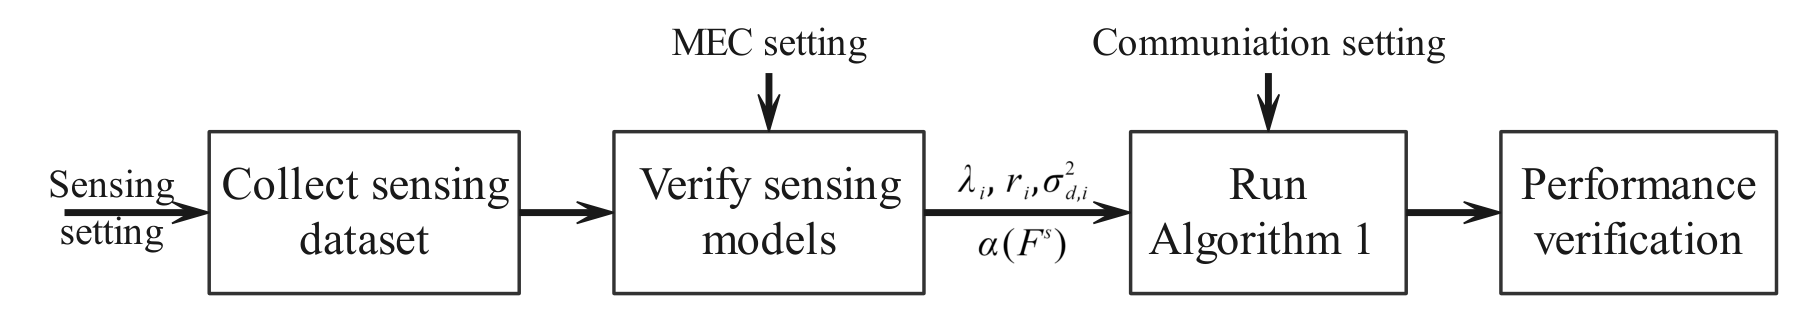 MEC setting
Communiation setting
Sensing
setting
Collect sensing
dataset
Verify sensing
models
λ_i, r_i, σ²_{d,i}
α(F^s)
Run
Algorithm 1
Performance
verification